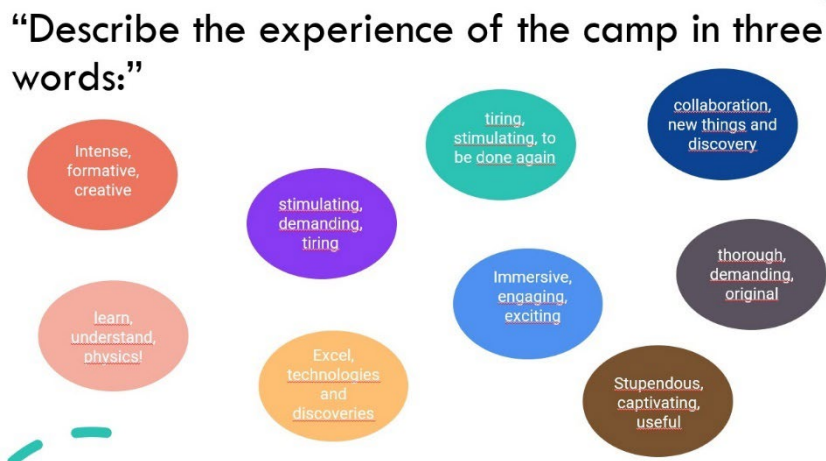 “Describe the experience of the camp in three
words:”
Intense,
formative,
creative
stimulating,
demanding,
tiring
tiring,
stimulating, to
be done again
collaboration,
new things and
discovery
learn,
understand,
physics!
Excel,
technologies
and
discoveries
Immersive,
engaging,
exciting
thorough,
demanding,
original
Stupendous,
captivating,
useful